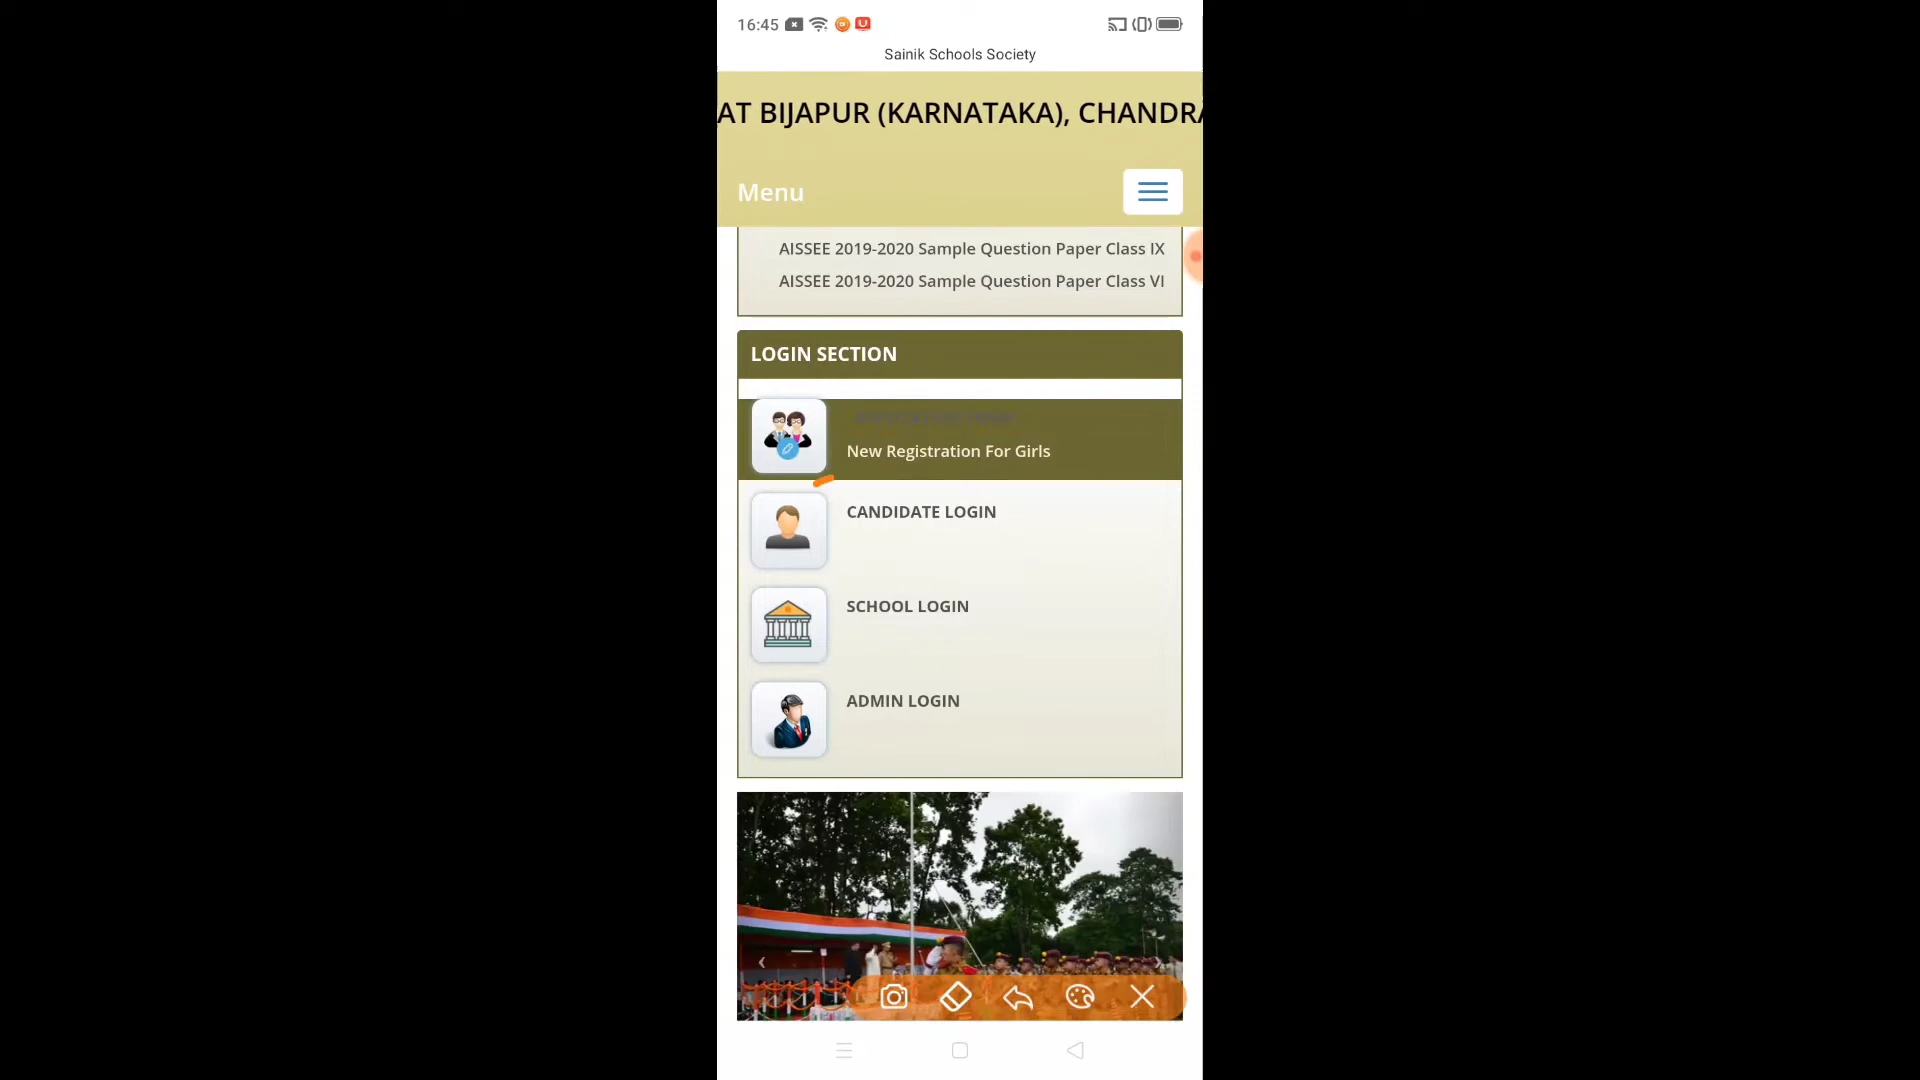 16:45
Sainik Schools Society
AT BIJAPUR (KARNATAKA), CHANDRA
Menu
AISSEE 2019-2020 Sample Question Paper Class IX
AISSEE 2019-2020 Sample Question Paper Class VI
LOGIN SECTION
New Registration For Girls
CANDIDATE LOGIN
SCHOOL LOGIN
ADMIN LOGIN